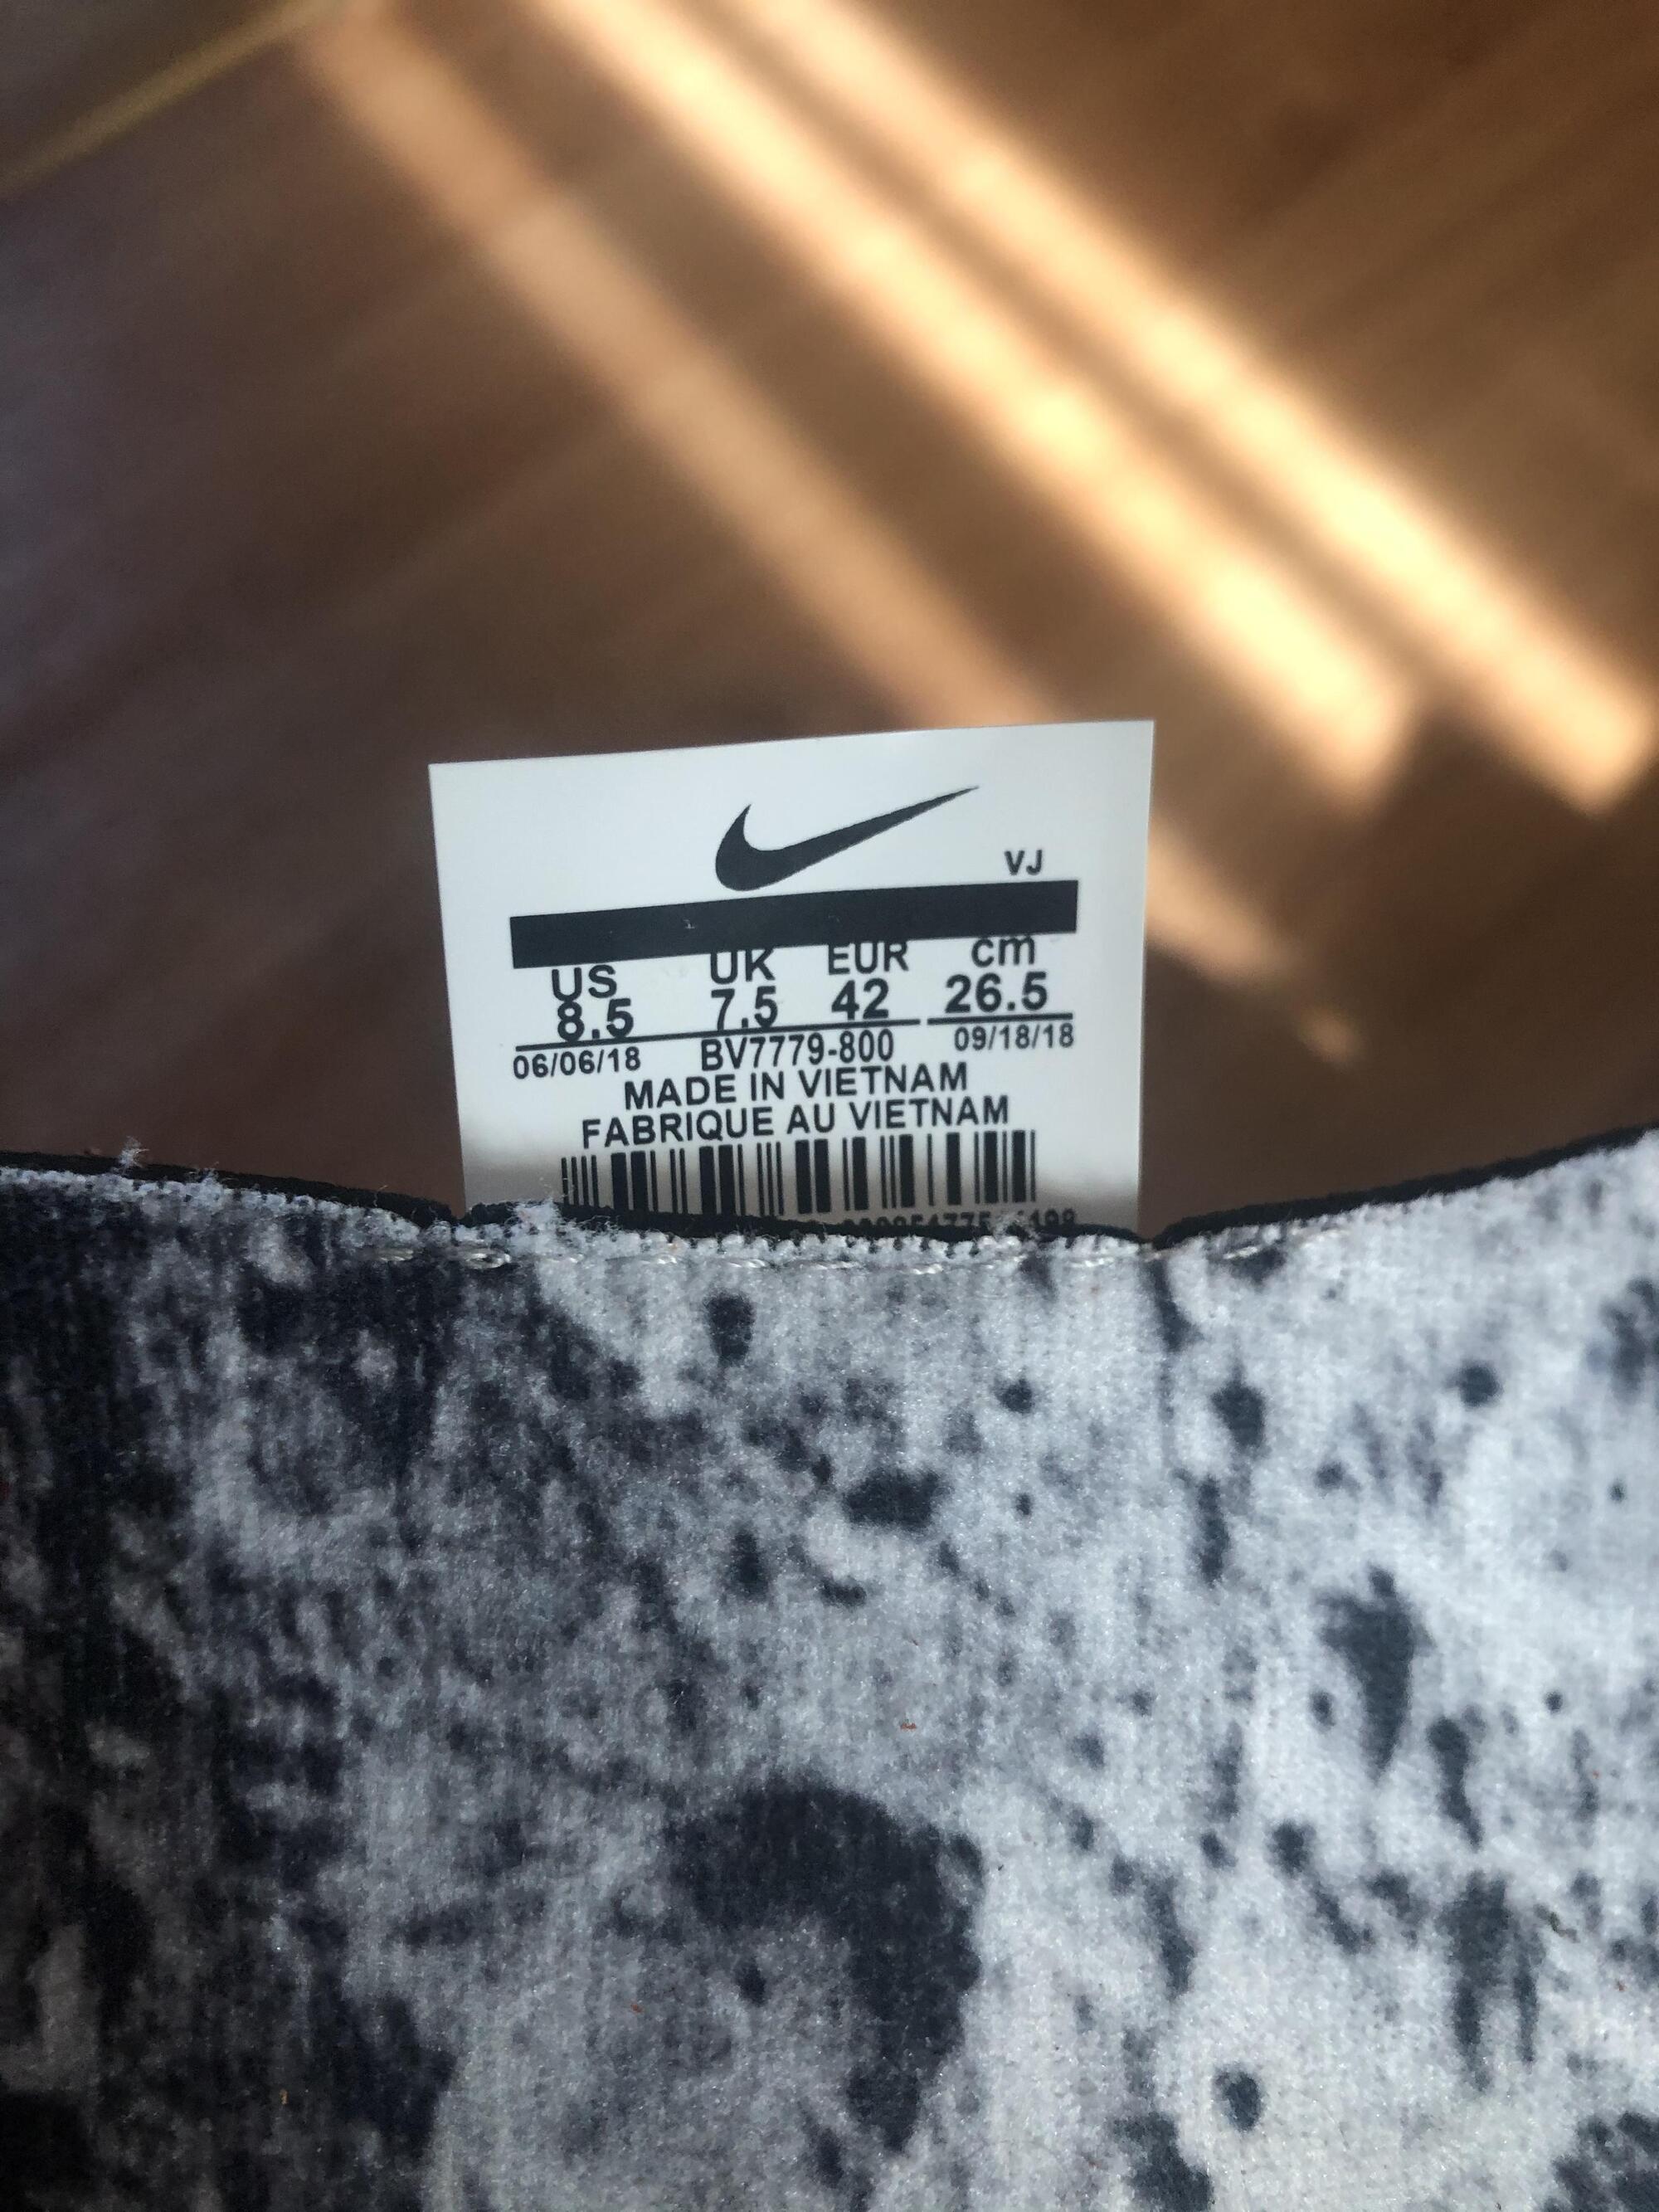 VJ
US UK EUR cm
8.5 7.5 42 26.5
06/06/18 BV7779-800 09/18/18
MADE IN VIETNAM
FABRIQUE AU VIETNAM